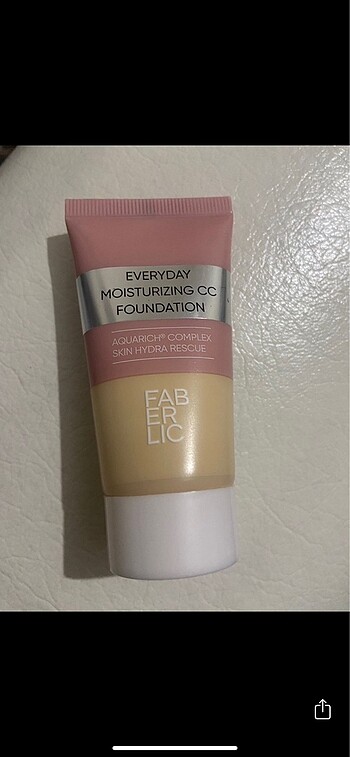 EVERYDAY
MOISTURIZING CC
FOUNDATION
AQUARICH® COMPLEX
SKIN HYDRA RESCUE
FAB
ER
LIC